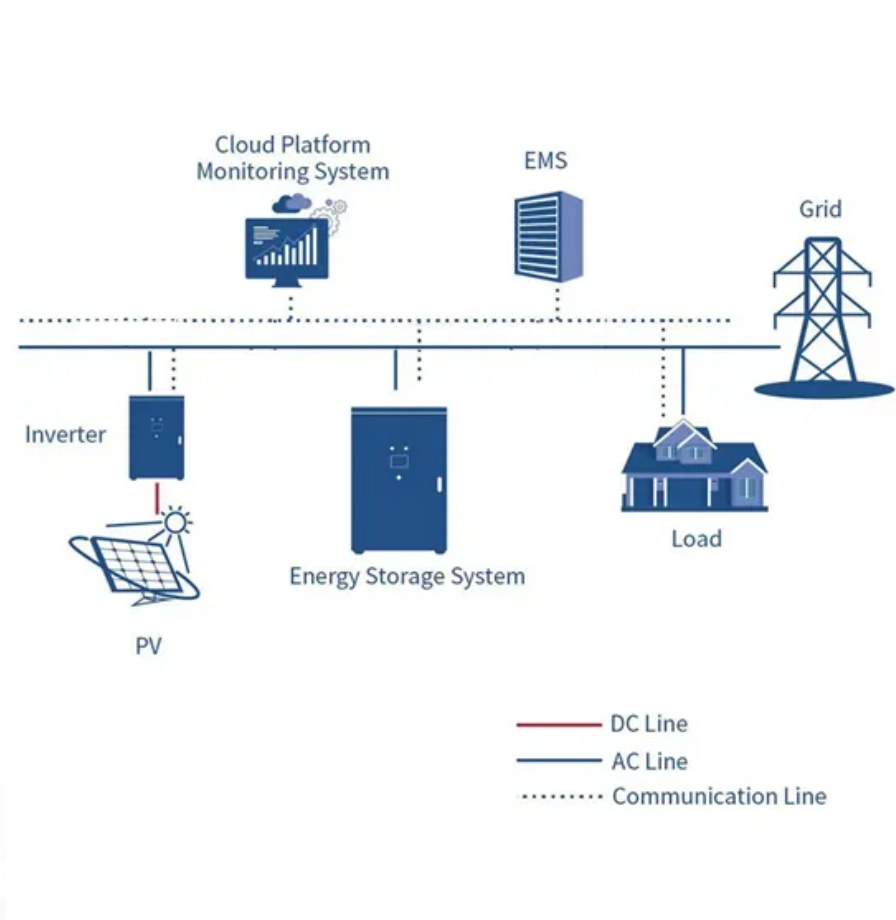 Cloud Platform
Monitoring System
EMS
Grid
Inverter
Load
Energy Storage System
PV
DC Line
AC Line
Communication Line